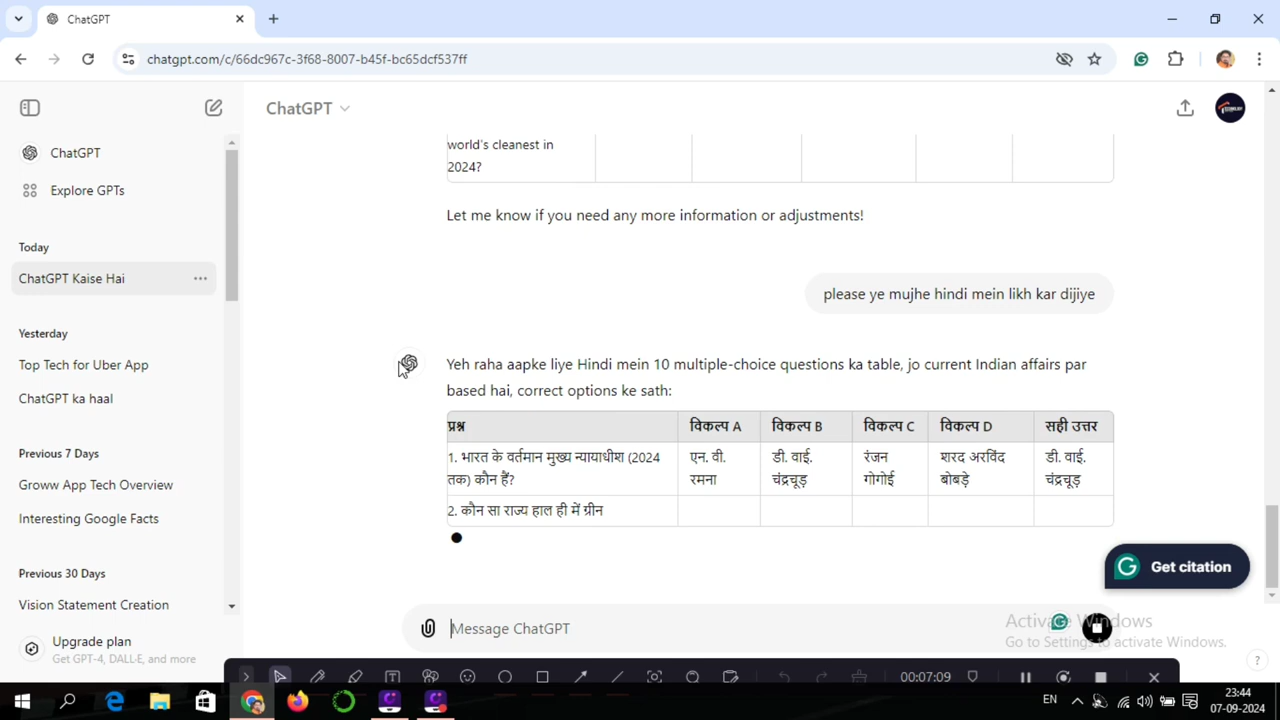 ChatGPT
chatgpt.com/c/66dc967c-3f68-8007-b45f-bc65dcf537ff
ChatGPT
ChatGPT
Explore GPTs
Today
ChatGPT Kaise Hai
Yesterday
Top Tech for Uber App
ChatGPT ka haal
Previous 7 Days
Groww App Tech Overview
Interesting Google Facts
Previous 30 Days
Vision Statement Creation
Upgrade plan
Get GPT-4, DALL-E, and more
world's cleanest in
2024?
Let me know if you need any more information or adjustments!
please ye mujhe hindi mein likh kar dijiye
Yeh raha aapke liye Hindi mein 10 multiple-choice questions ka table, jo current Indian affairs par
based hai, correct options ke sath:
प्रश्न विकल्प A विकल्प B विकल्प C विकल्प D सही उत्तर
1. भारत के वर्तमान मुख्य न्यायाधीश (2024 एन. वी. डी. वाई. रंजन शरद अरविंद डी. वाई.
तक) कौन हैं? रमना चंद्रचूड़ गोगोई बोबड़े चंद्रचूड़
2. कौन सा राज्य हाल ही में ग्रीन
Get citation
Message ChatGPT
Activate Windows
Go to Settings to activate Windows.
?
00:07:09
EN
23:44
07-09-2024